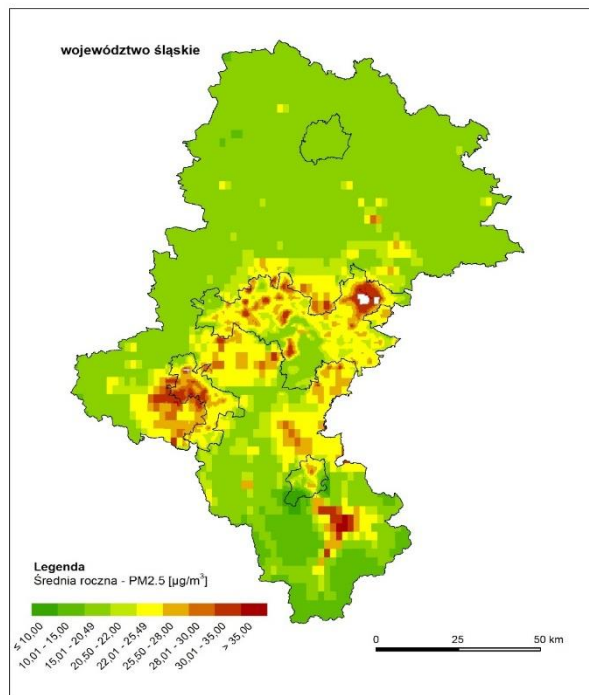 województwo śląskie
Legenda
Średnia roczna - PM2.5 [µg/m³]
≤ 10,00
10,01 - 15,00
15,01 - 20,49
20,50 - 22,00
22,01 - 25,49
25,50 - 28,00
28,01 - 30,00
30,01 - 35,00
> 35,00
0 25 50 km